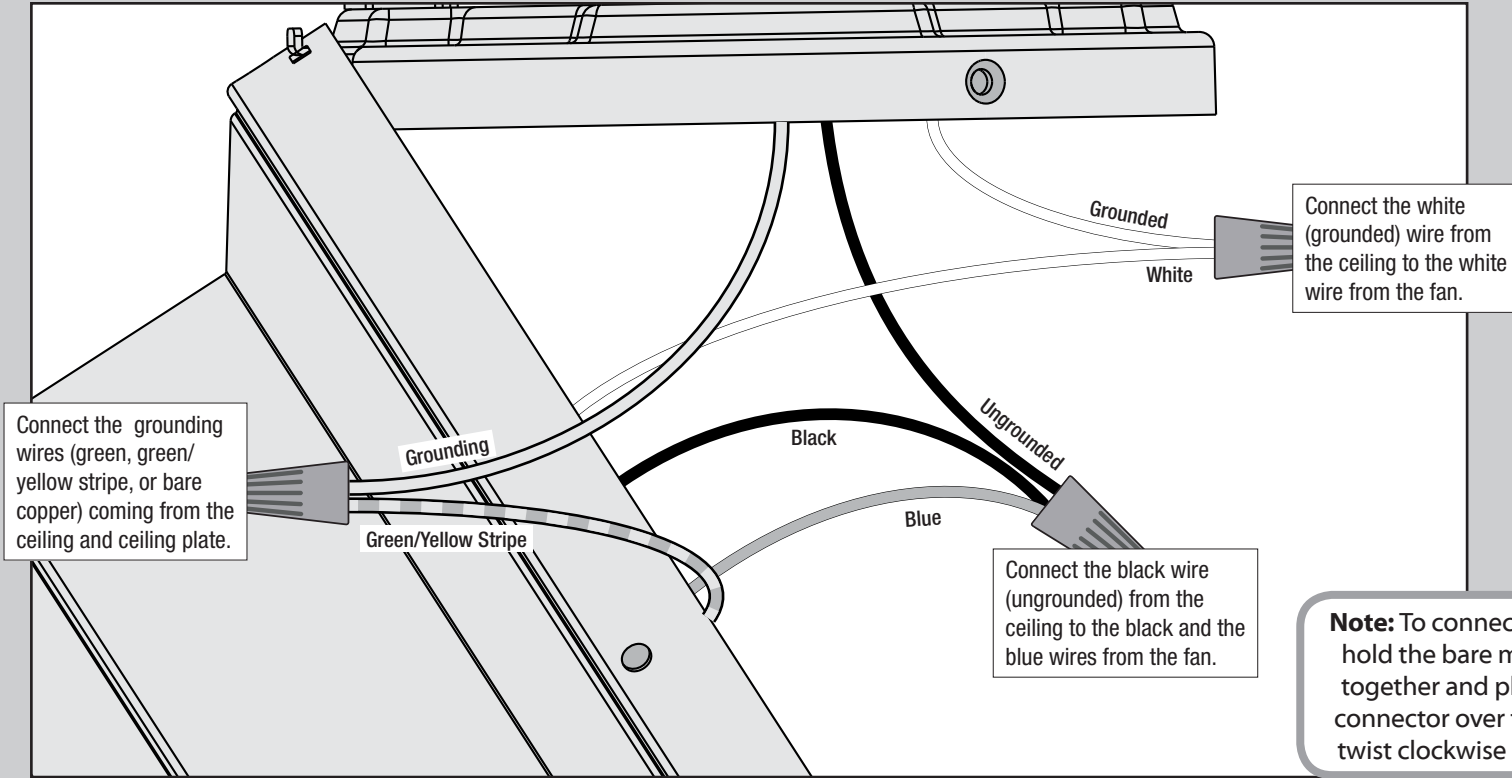 Grounded
White
Connect the white
(grounded) wire from
the ceiling to the white
wire from the fan.
Connect the grounding
wires (green, green/
yellow stripe, or bare
copper) coming from the
ceiling and ceiling plate.
Grounding
Green/Yellow Stripe
Black
Ungrounded
Blue
Connect the black wire
(ungrounded) from the
ceiling to the black and the
blue wires from the fan.
Note: To connect
hold the bare
together and
connector over
twist clockwise